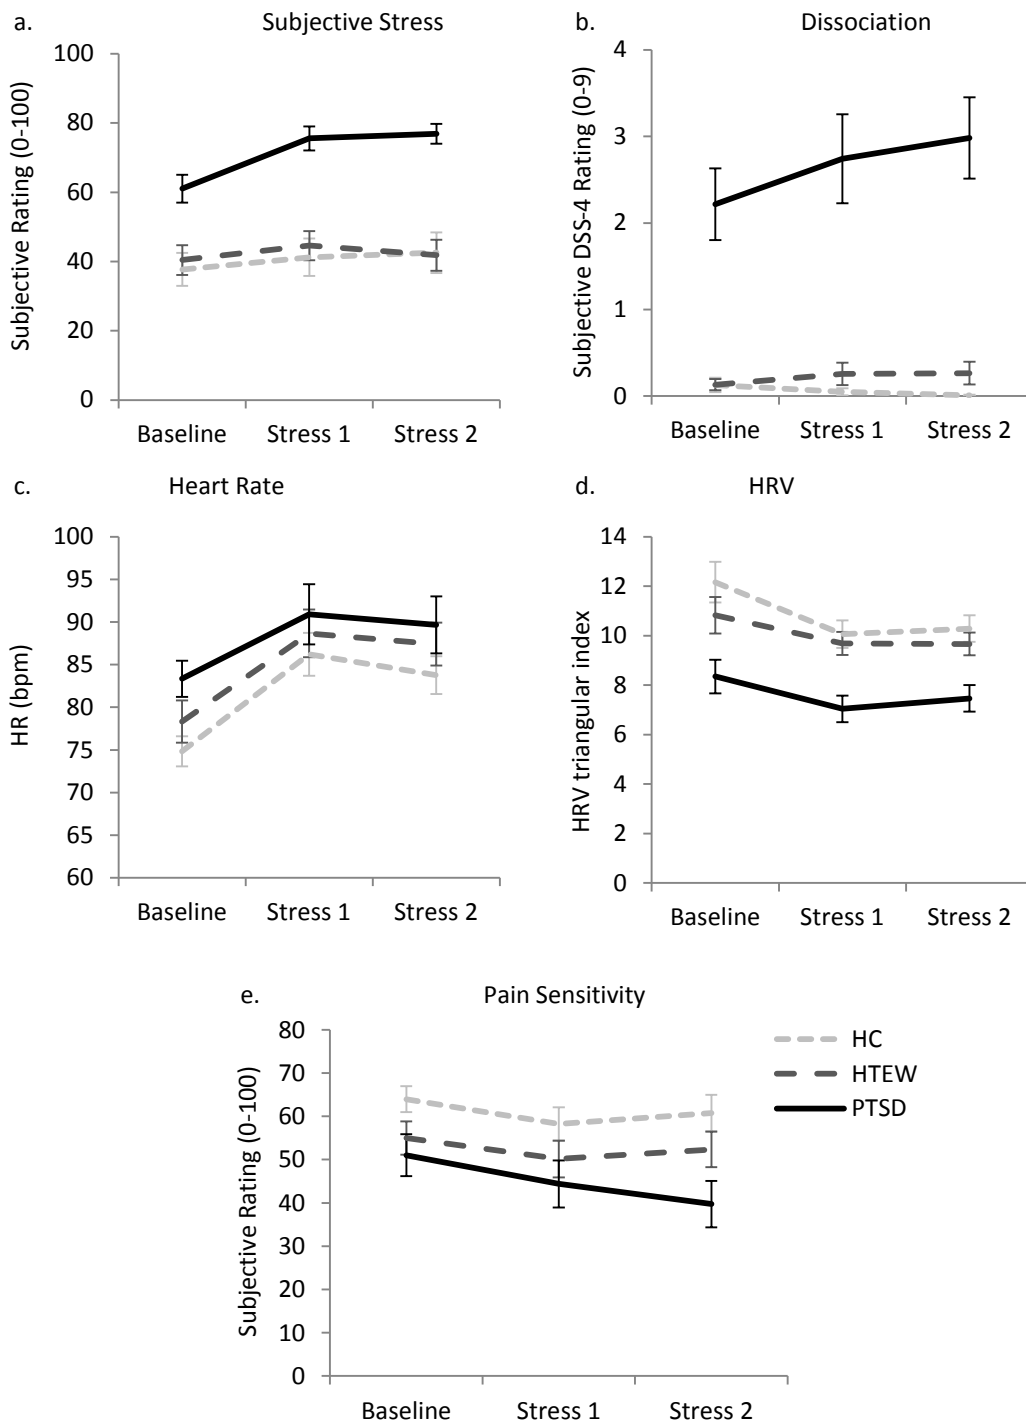 a. Subjective Stress
Subjective Rating (0-100)
100
80
60
40
20
0
Baseline Stress 1 Stress 2
b. Dissociation
Subjective DSS-4 Rating (0-9)
4
3
2
1
0
Baseline Stress 1 Stress 2
c. Heart Rate
HR (bpm)
100
95
90
85
80
75
70
65
60
Baseline Stress 1 Stress 2
d. HRV
HRV triangular index
14
12
10
8
6
4
2
0
Baseline Stress 1 Stress 2
e. Pain Sensitivity
Subjective Rating (0-100)
80
70
60
50
40
30
20
10
0
Baseline Stress 1 Stress 2
HC
HTEW
PTSD